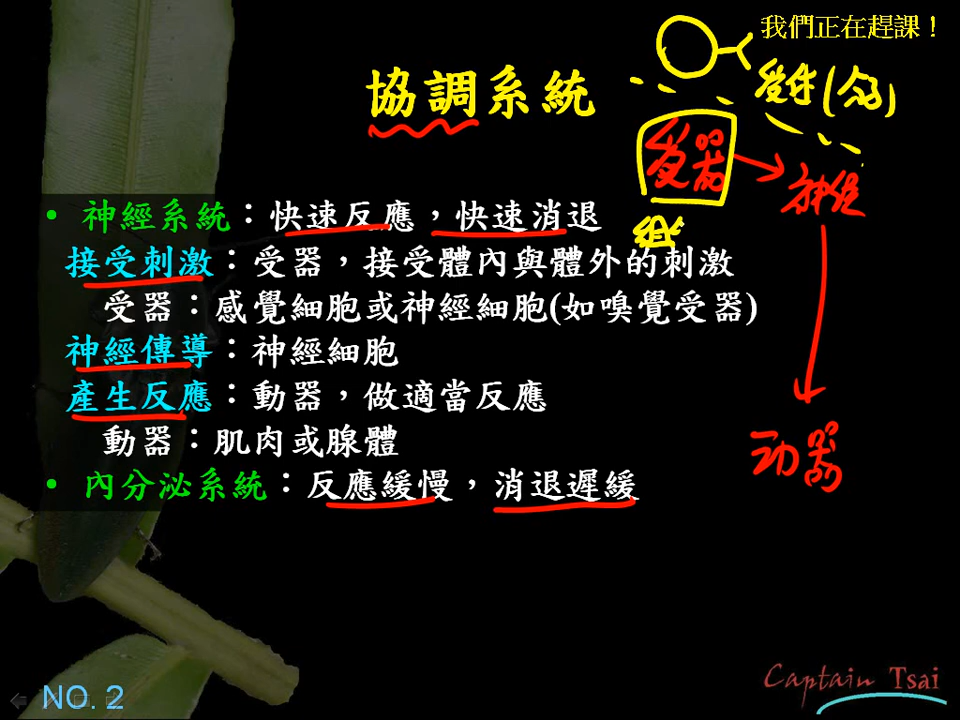 我們正在趕課！
協調系統
受体(分子)
受器
神經
动器
• 神經系統：快速反應，快速消退
接受刺激：受器，接受體內與體外的刺激
受器：感覺細胞或神經細胞(如嗅覺受器)
神經傳導：神經細胞
產生反應：動器，做適當反應
動器：肌肉或腺體
• 內分泌系統：反應緩慢，消退遲緩
NO. 2
Captain Tsai